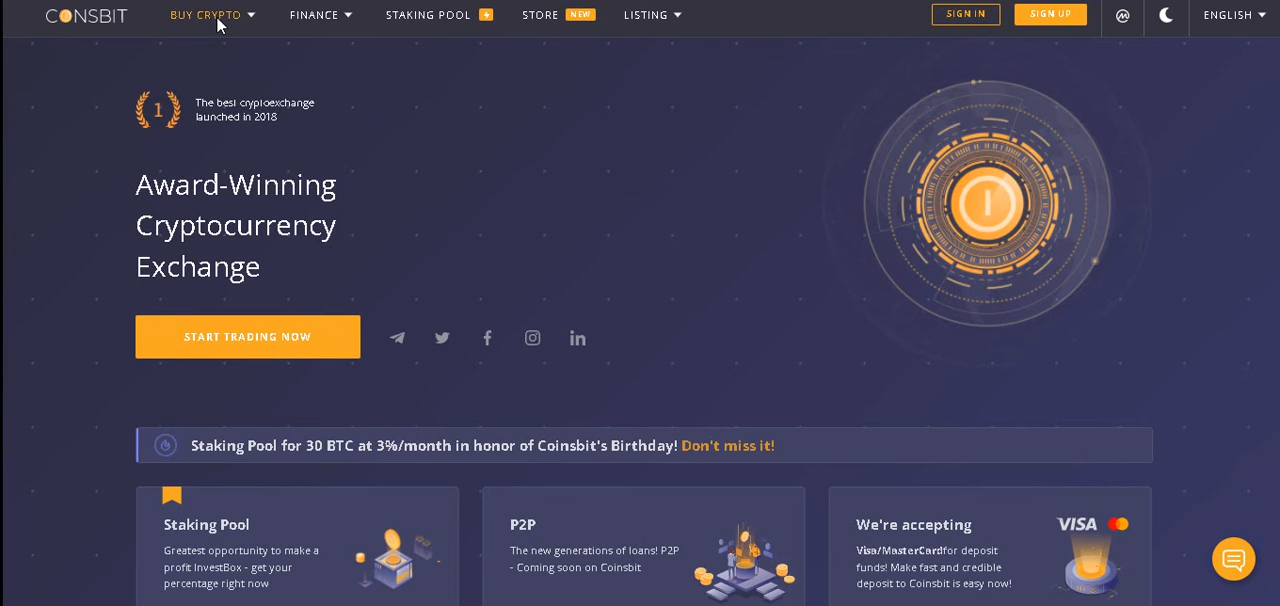 CONSBIT
BUY CRYPTO FINANCE STAKING POOL STORE NEW LISTING SIGN IN SIGN UP ENGLISH
1
The best cryptoexchange
launched in 2018
Award-Winning
Cryptocurrency
Exchange
START TRADING NOW
Staking Pool for 30 BTC at 3%/month in honor of Coinsbit's Birthday! Don't miss it!
Staking Pool
Greatest opportunity to make a
profit InvestBox - get your
percentage right now
P2P
The new generations of loans! P2P
- Coming soon on Coinsbit
We're accepting
VISA
Visa/MasterCardfor deposit
funds! Make fast and credible
deposit to Coinsbit is easy now!